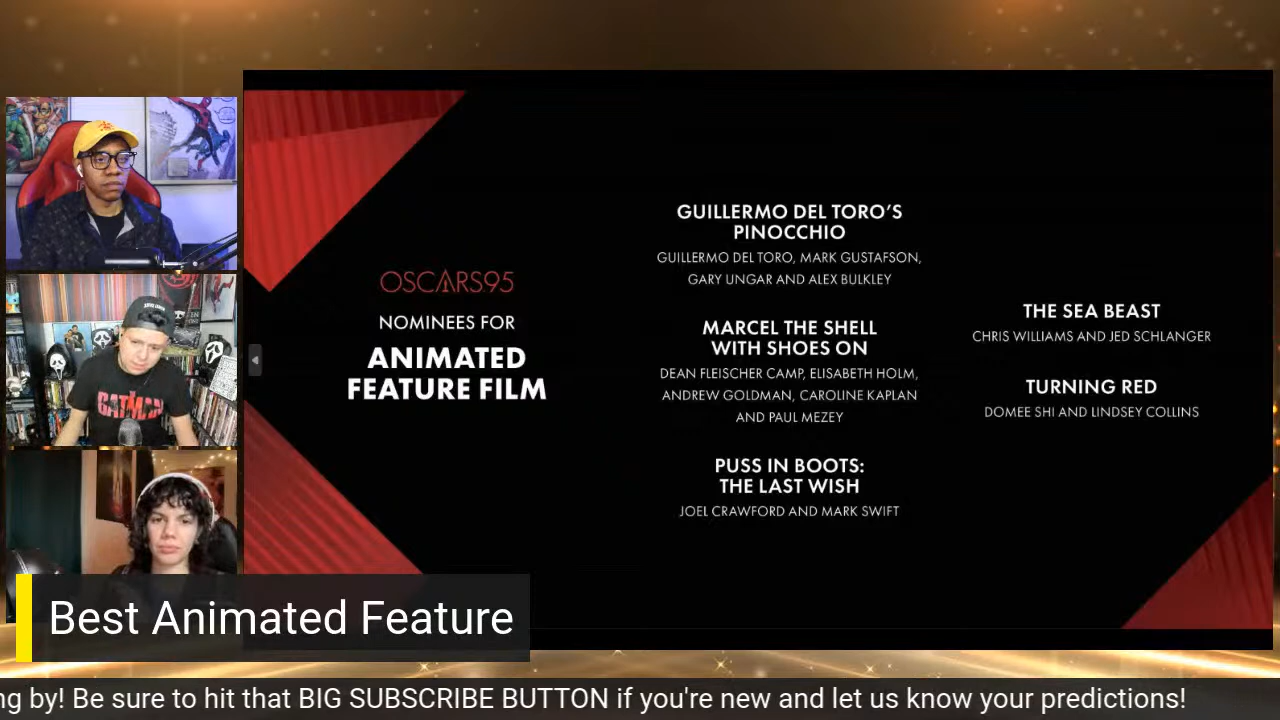 OSCARS95
NOMINEES FOR
ANIMATED
FEATURE FILM
GUILLERMO DEL TORO'S
PINOCCHIO
GUILLERMO DEL TORO, MARK GUSTAFSON,
GARY UNGAR AND ALEX BULKLEY
MARCEL THE SHELL
WITH SHOES ON
DEAN FLEISCHER CAMP, ELISABETH HOLM,
ANDREW GOLDMAN, CAROLINE KAPLAN
AND PAUL MEZEY
PUSS IN BOOTS:
THE LAST WISH
JOEL CRAWFORD AND MARK SWIFT
THE SEA BEAST
CHRIS WILLIAMS AND JED SCHLANGER
TURNING RED
DOMEE SHI AND LINDSEY COLLINS
CATMAN
Best Animated Feature
ng by! Be sure to hit that BIG SUBSCRIBE BUTTON if you're new and let us know your predictions!